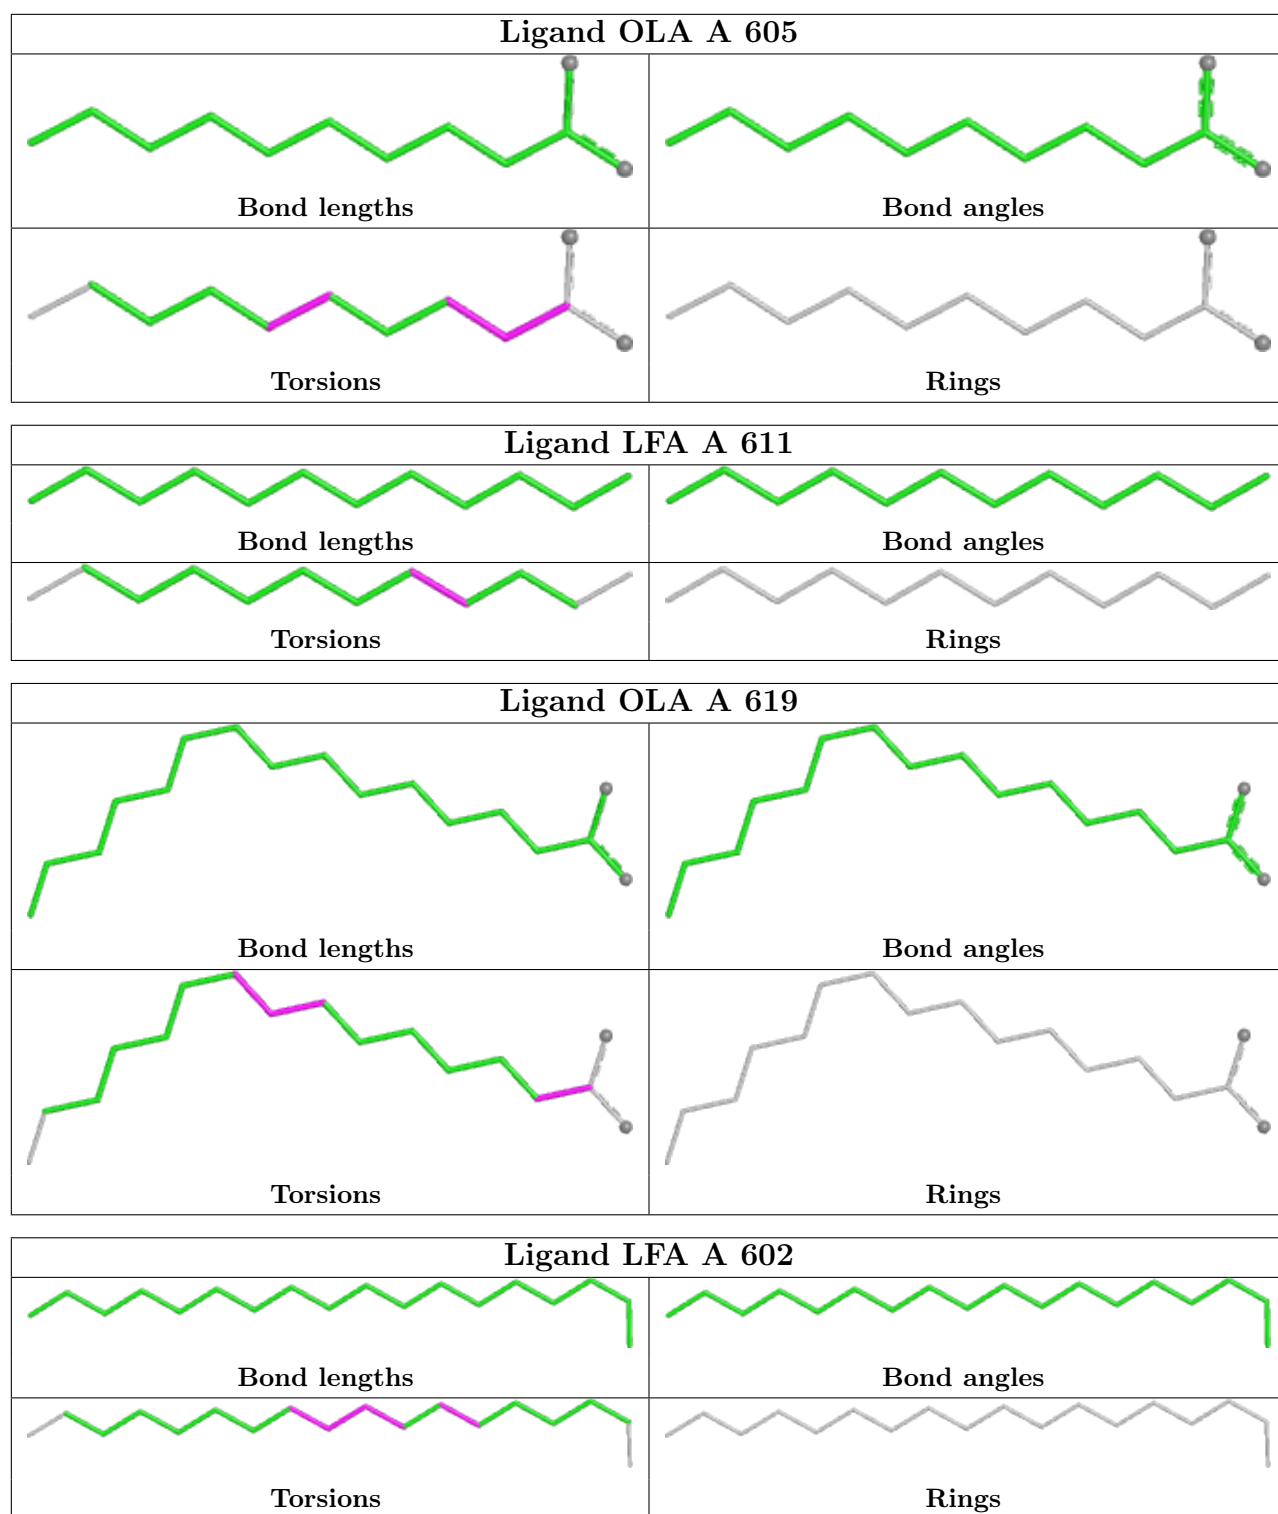 Ligand OLA A 605
Bond lengths Bond angles
Torsions Rings
Ligand LFA A 611
Bond lengths Bond angles
Torsions Rings
Ligand OLA A 619
Bond lengths Bond angles
Torsions Rings
Ligand LFA A 602
Bond lengths Bond angles
Torsions Rings